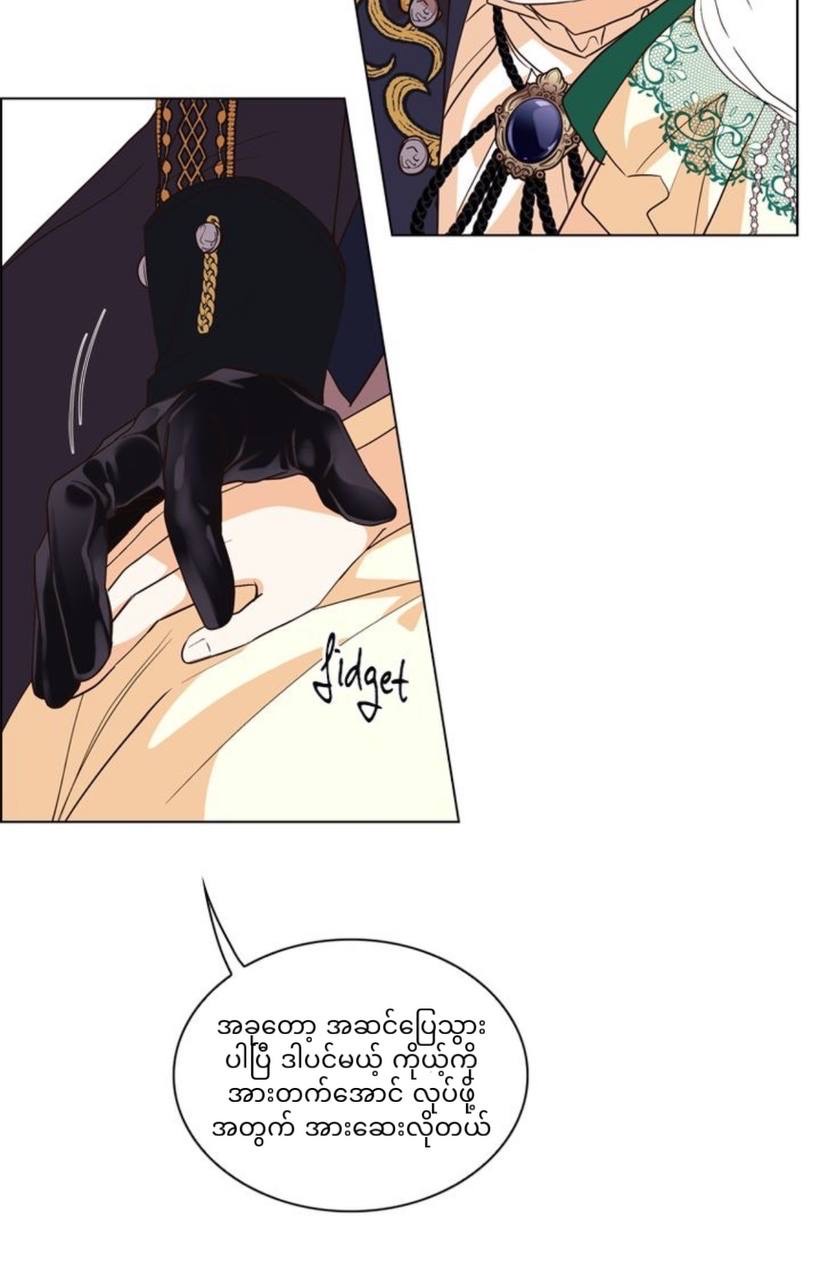 fidget
အခုတော့ အဆင်ပြေသွား
ပါပြီ ဒါပင်မယ့် ကိုယ့်ကို
အားတက်အောင် လုပ်ဖို့
အတွက် အားဆေးလိုတယ်